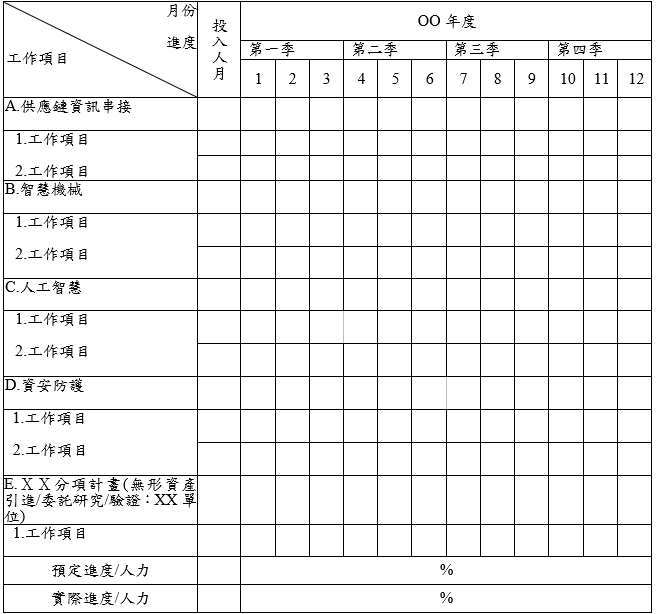 月份
進度
工作項目
投入人月
OO 年度
第一季 第二季 第三季 第四季
1 2 3 4 5 6 7 8 9 10 11 12
A.供應鏈資訊串接
1.工作項目
2.工作項目
B.智慧機械
1.工作項目
2.工作項目
C.人工智慧
1.工作項目
2.工作項目
D.資安防護
1.工作項目
2.工作項目
E.ＸＸ分項計畫(無形資產
引進/委託研究/驗證：XX 單
位)
1.工作項目
預定進度/人力 %
實際進度/人力 %